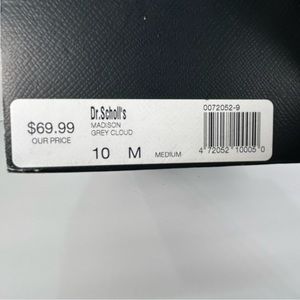 $69.99
OUR PRICE
Dr.Scholl's
MADISON
GREY CLOUD
10 M MEDIUM
0072052-9
4 72052 10005 0